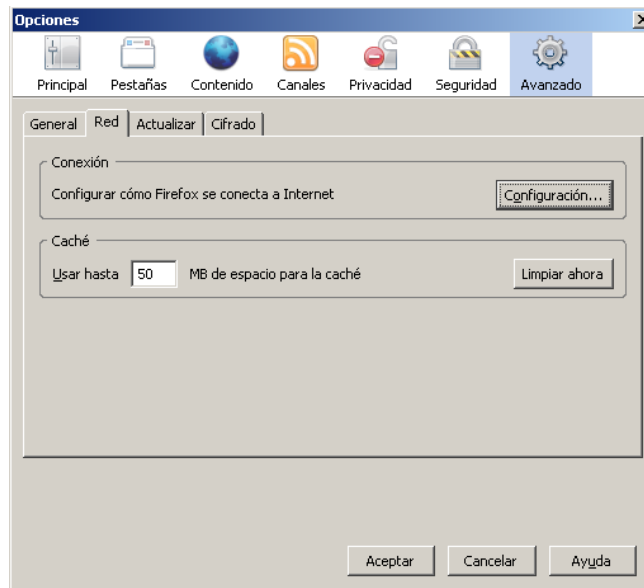 Opciones
Principal Pestañas Contenido Canales Privacidad Seguridad Avanzado
General Red Actualizar Cifrado
Conexión
Configurar cómo Firefox se conecta a Internet Configuración...
Caché
Usar hasta 50 MB de espacio para la caché Limpiar ahora
Aceptar Cancelar Ayuda